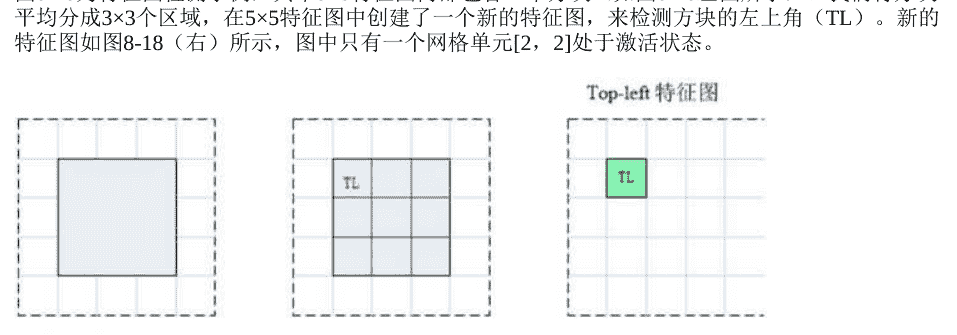 平均分成3×3个区域，在5×5特征图中创建了一个新的特征图，来检测方块的左上角（TL）。新的
特征图如图8-18（右）所示，图中只有一个网格单元[2，2]处于激活状态。
Top-left 特征图
TL
TL